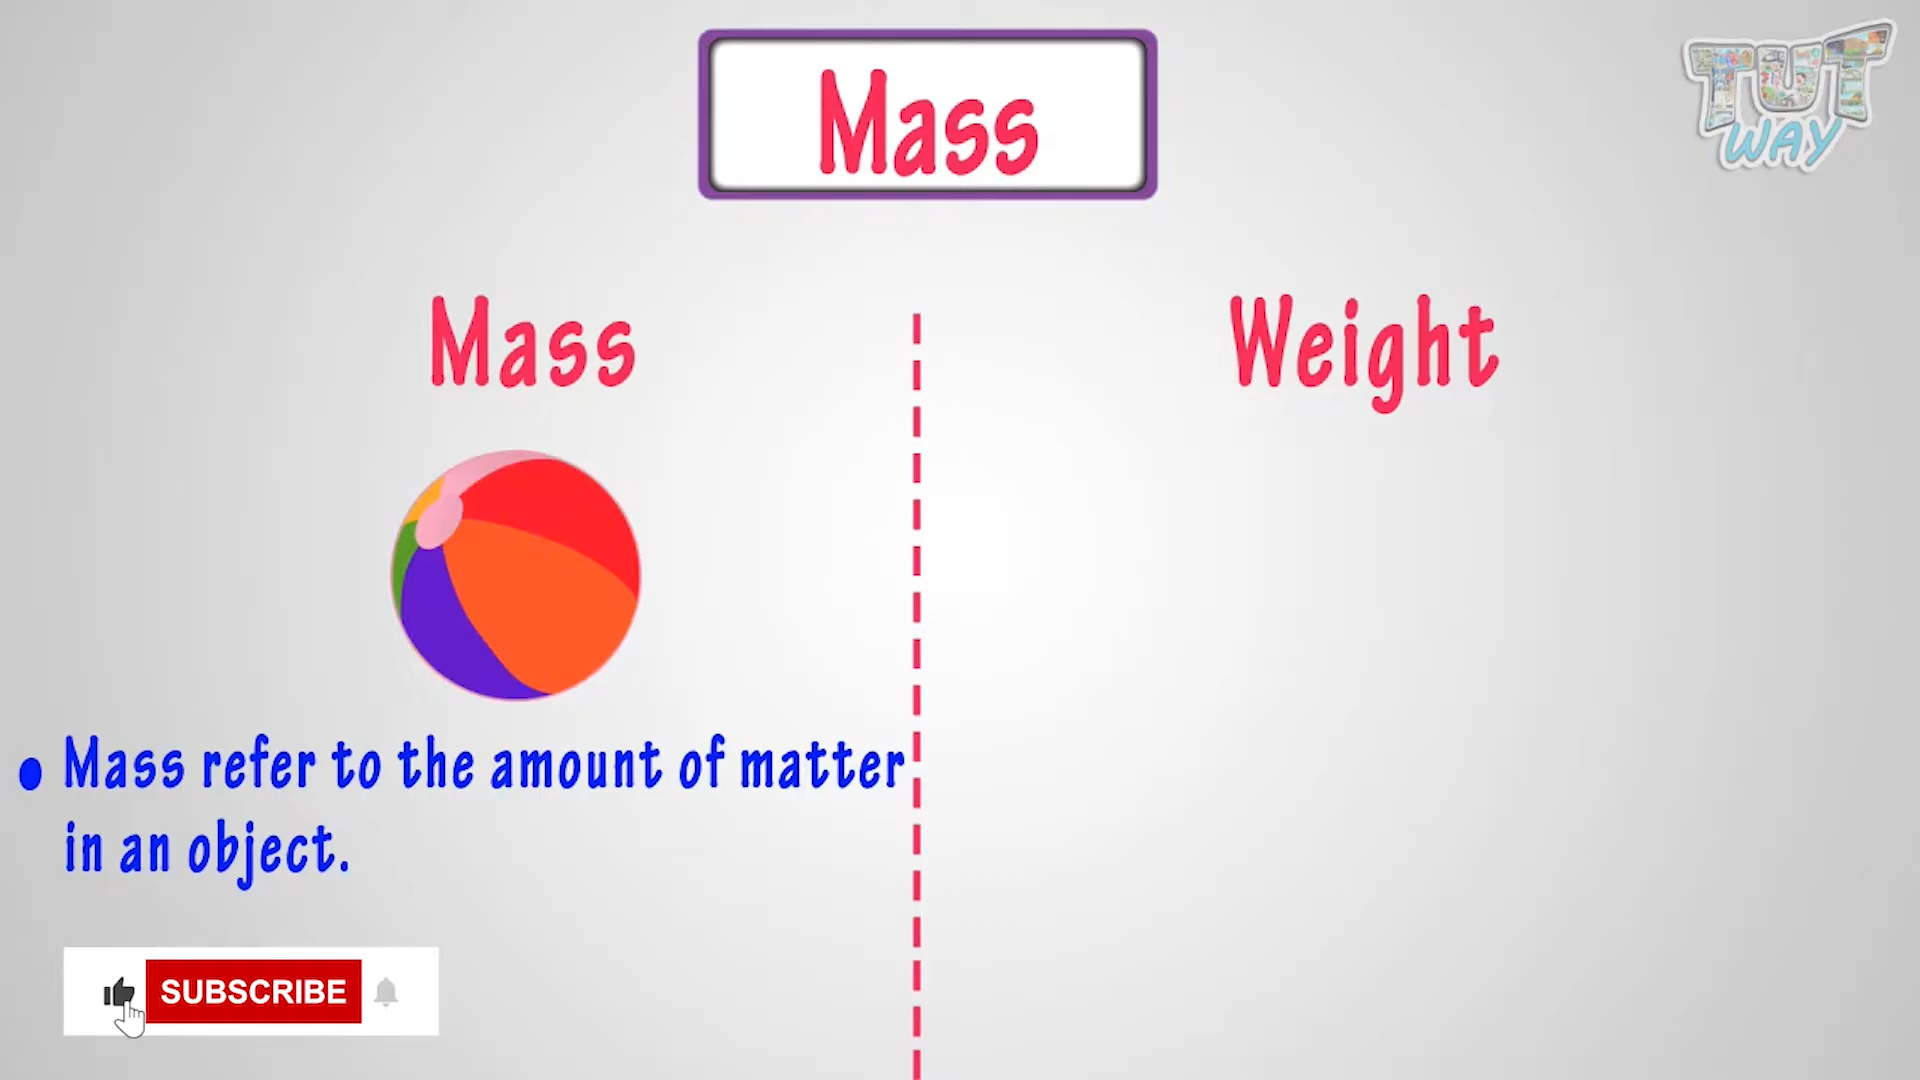 Mass
TUT
WAY
Mass
Weight
• Mass refer to the amount of matter
in an object.
SUBSCRIBE